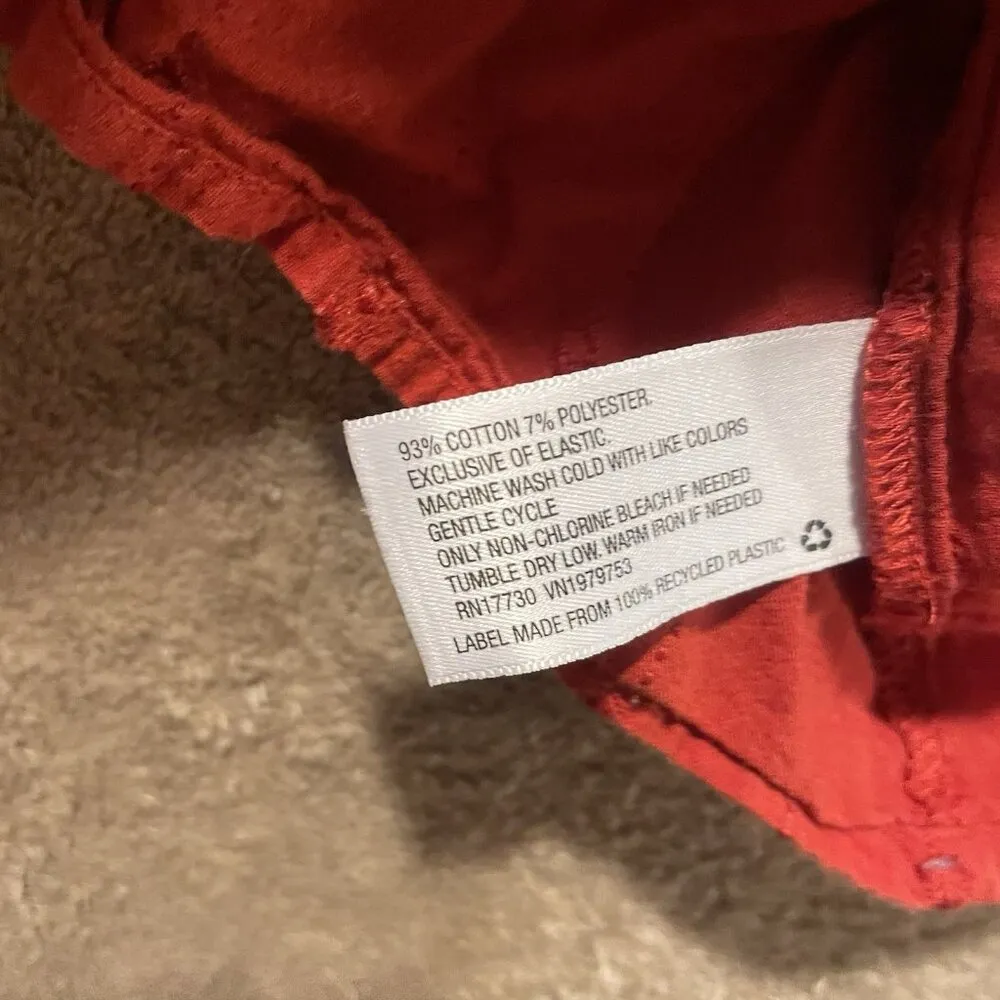 93% COTTON 7% POLYESTER.
EXCLUSIVE OF ELASTIC.
MACHINE WASH COLD WITH LIKE COLORS
GENTLE CYCLE
ONLY NON-CHLORINE BLEACH IF NEEDED
TUMBLE DRY LOW. WARM IRON IF NEEDED
RN17730 VN1979753
LABEL MADE FROM 100% RECYCLED PLASTIC